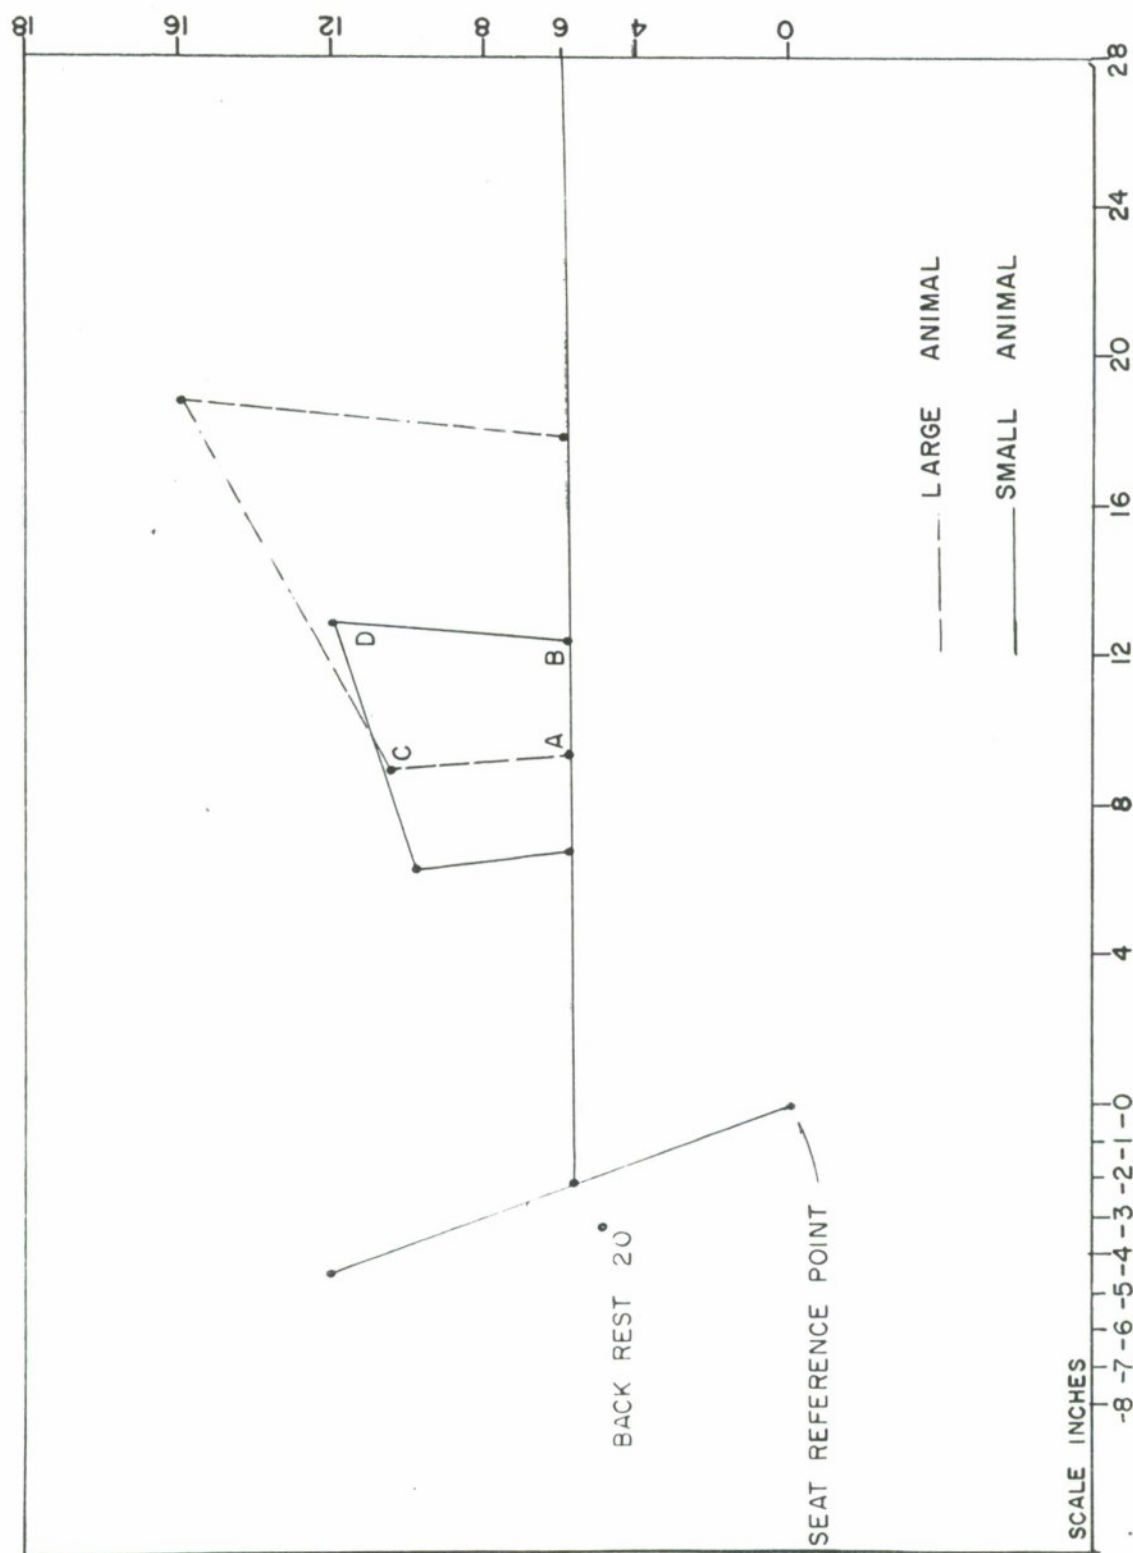 18
16
12
D
C
8
B
A
6
BACK REST 20°
4
0
SEAT REFERENCE POINT
LARGE ANIMAL
SMALL ANIMAL
SCALE INCHES
-8 -7 -6 -5 -4 -3 -2 -1 -0 4 8 12 16 20 24 28